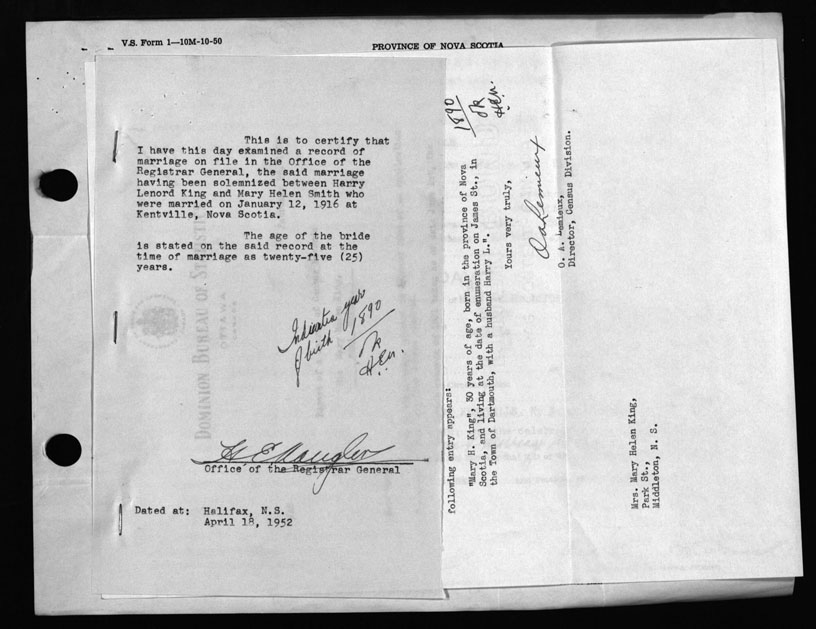 V.S. Form 1—10M-10-50
PROVINCE OF NOVA SCOTIA
This is to certify that
I have this day examined a record of
marriage on file in the Office of the
Registrar General, the said marriage
having been solemnized between Harry
Lenord King and Mary Helen Smith who
were married on January 12, 1916 at
Kentville, Nova Scotia.
The age of the bride
is stated on the said record at the
time of marriage as twenty-five (25)
years.
Indicates year
of birth 1890
ok
H.E.M.
Office of the Registrar General
Dated at: Halifax, N.S.
April 18, 1952
DOMINION BUREAU OF
1890
ok
H.E.M.
following entry appears:
"Mary H. King", 30 years of age, born in the province of Nova
Scotia, and living at the date of enumeration on James St., in
the Town of Dartmouth, with a husband Harry L.".
Yours very truly,
OALemieux
O. A. Lemieux,
Director, Census Division.
Mrs. Mary Helen King,
Park St.,
Middleton, N. S.